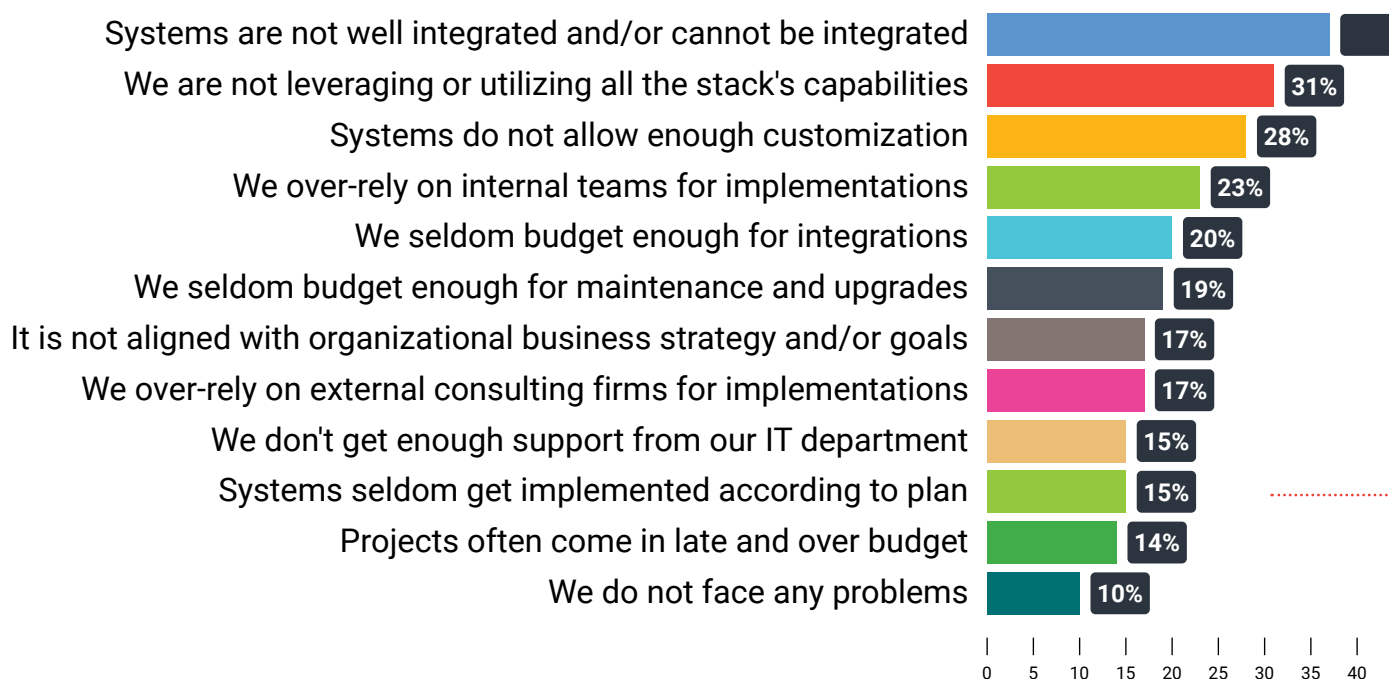 Systems are not well integrated and/or cannot be integrated
We are not leveraging or utilizing all the stack's capabilities 31%
Systems do not allow enough customization 28%
We over-rely on internal teams for implementations 23%
We seldom budget enough for integrations 20%
We seldom budget enough for maintenance and upgrades 19%
It is not aligned with organizational business strategy and/or goals 17%
We over-rely on external consulting firms for implementations 17%
We don't get enough support from our IT department 15%
Systems seldom get implemented according to plan 15%
Projects often come in late and over budget 14%
We do not face any problems 10%
0 5 10 15 20 25 30 35 40